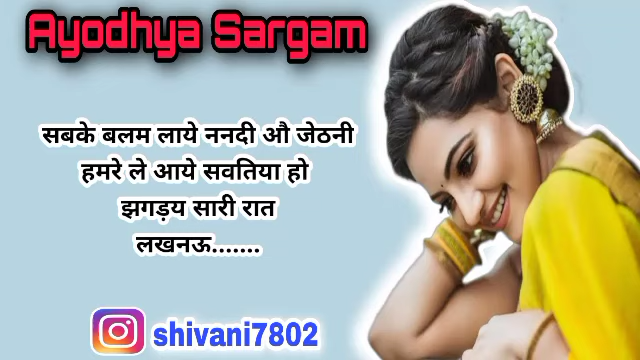 Ayodhya Sargam
सबके बलम लाये ननदी औ जेठनी
हमरे ले आये सवतिया हो
झगड़य सारी रात
लखनऊ.......
shivani7802